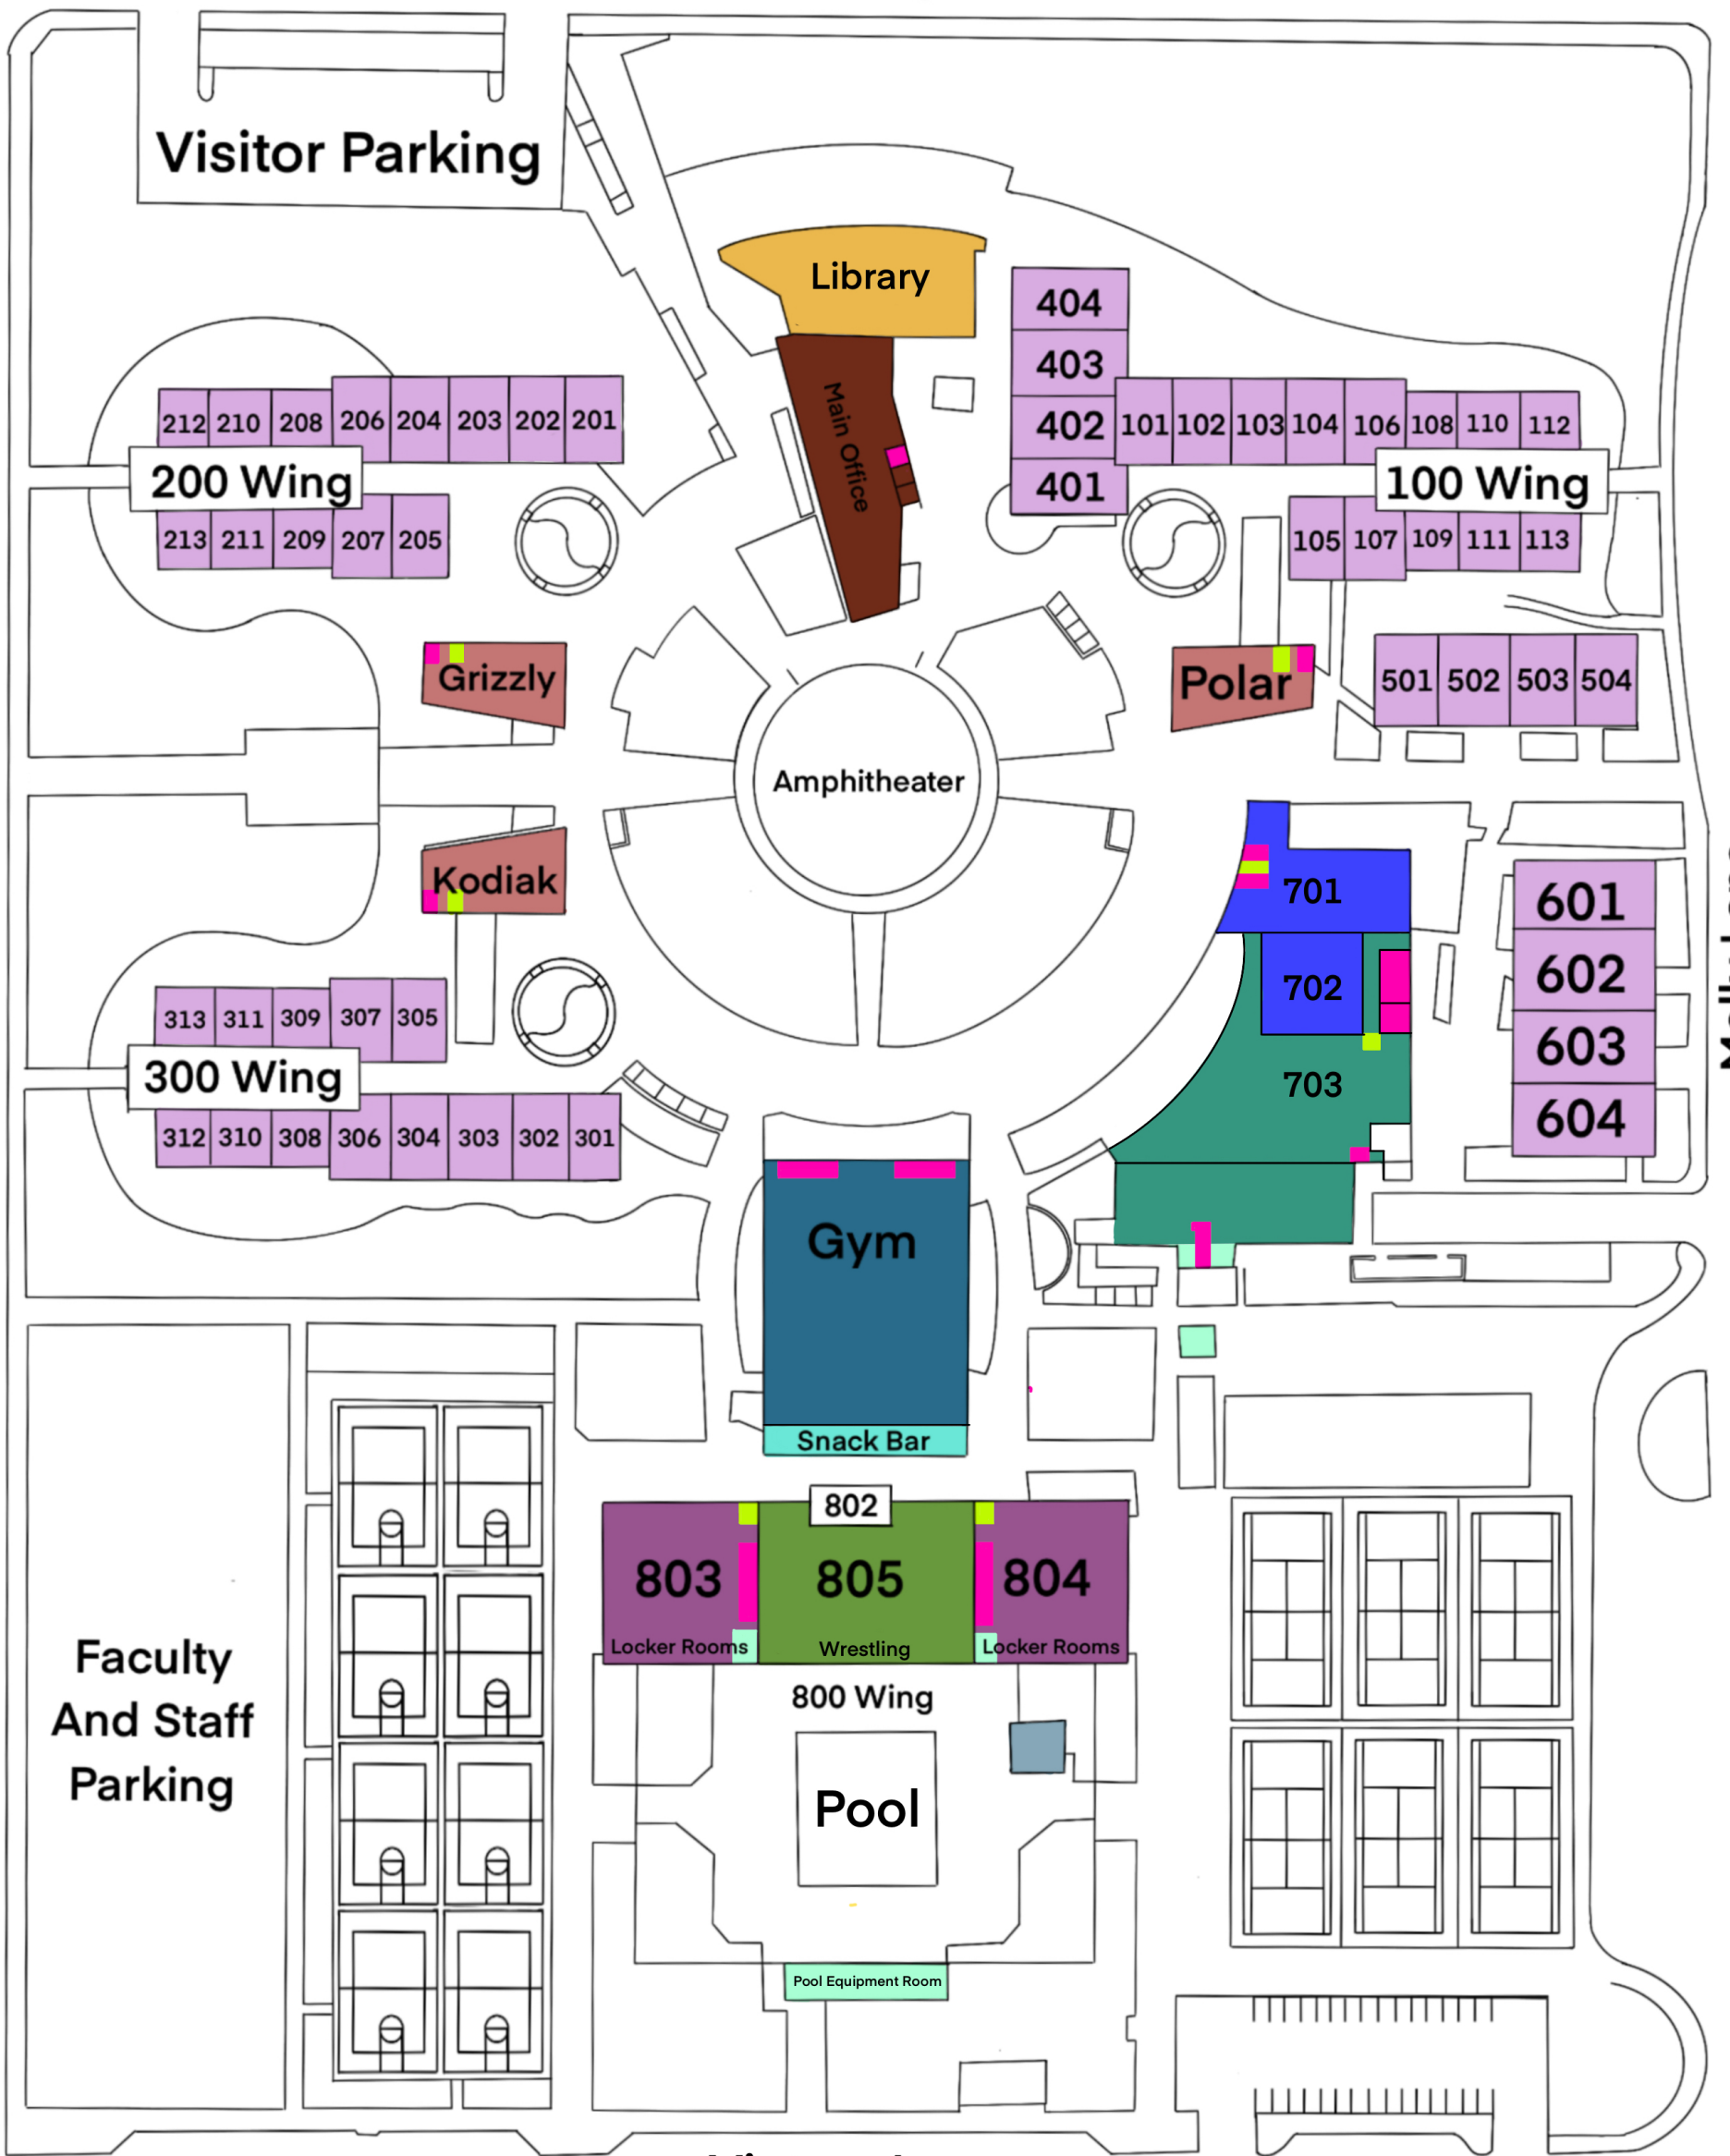 Visitor Parking
Library
Main Office
404
403
402
401
212 210 208 206 204 203 202 201
101 102 103 104 106 108 110 112
200 Wing
100 Wing
213 211 209 207 205
105 107 109 111 113
Grizzly
Polar
501 502 503 504
Amphitheater
Kodiak
701
702
703
601
602
603
604
313 311 309 307 305
300 Wing
312 310 308 306 304 303 302 301
Gym
Snack Bar
802
803
805
804
Locker Rooms
Wrestling
Locker Rooms
800 Wing
Pool
Pool Equipment Room
Faculty
And Staff
Parking